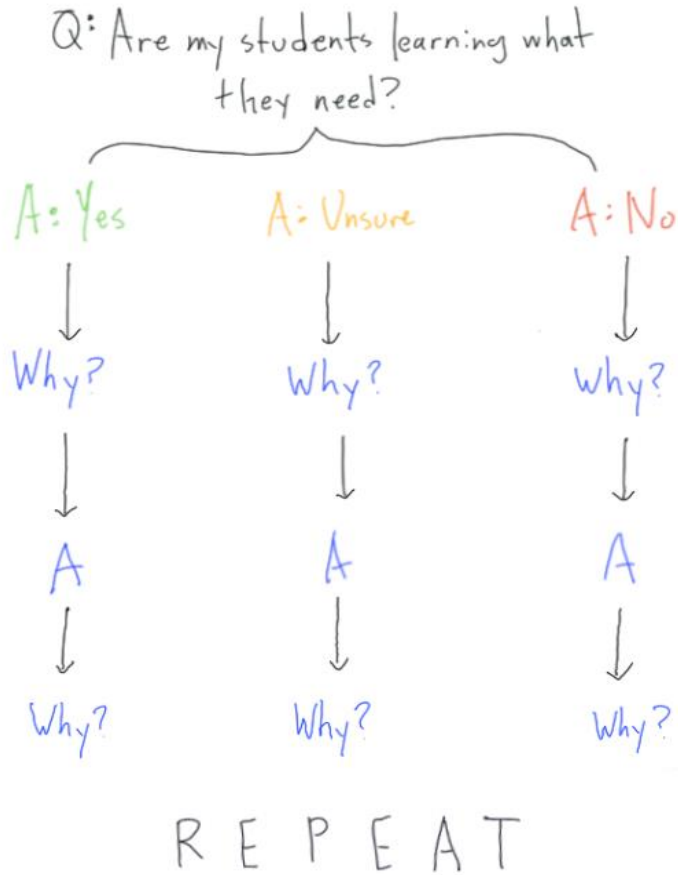 Q: Are my students learning what
they need?
A: Yes A: Unsure A: No
Why? Why? Why?
A A A
Why? Why? Why?
REPEAT